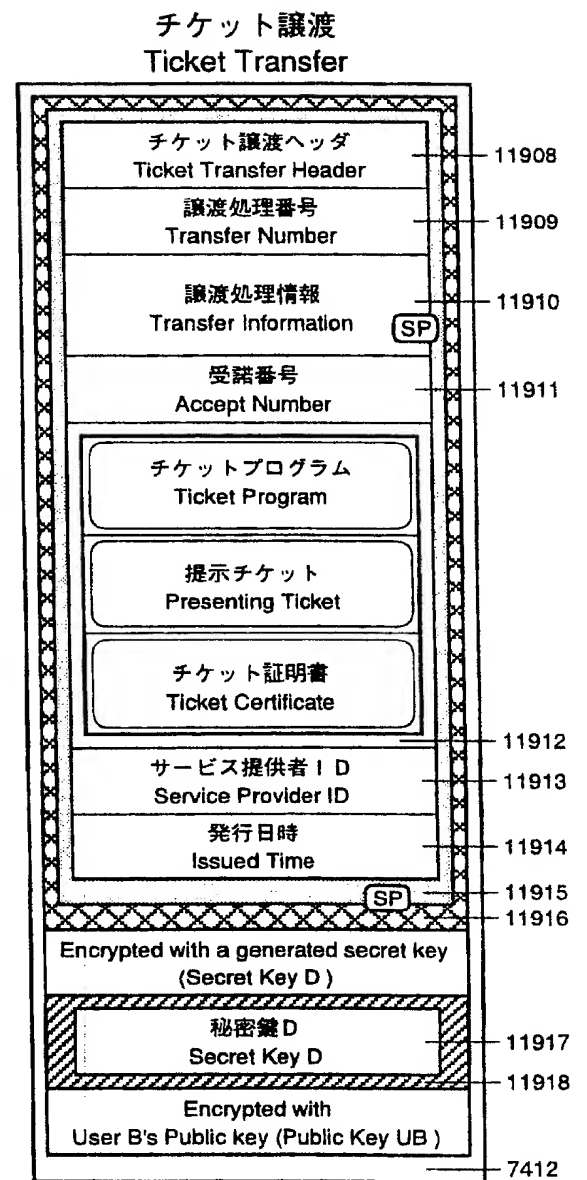 チケット譲渡
Ticket Transfer
チケット譲渡ヘッダ
Ticket Transfer Header
11908
譲渡処理番号
Transfer Number
11909
譲渡処理情報
Transfer Information
SP
11910
受諾番号
Accept Number
11911
チケットプログラム
Ticket Program
提示チケット
Presenting Ticket
チケット証明書
Ticket Certificate
11912
サービス提供者ID
Service Provider ID
11913
発行日時
Issued Time
11914
SP
11915
11916
Encrypted with a generated secret key
(Secret Key D )
秘密鍵D
Secret Key D
11917
11918
Encrypted with
User B's Public key (Public Key UB )
7412